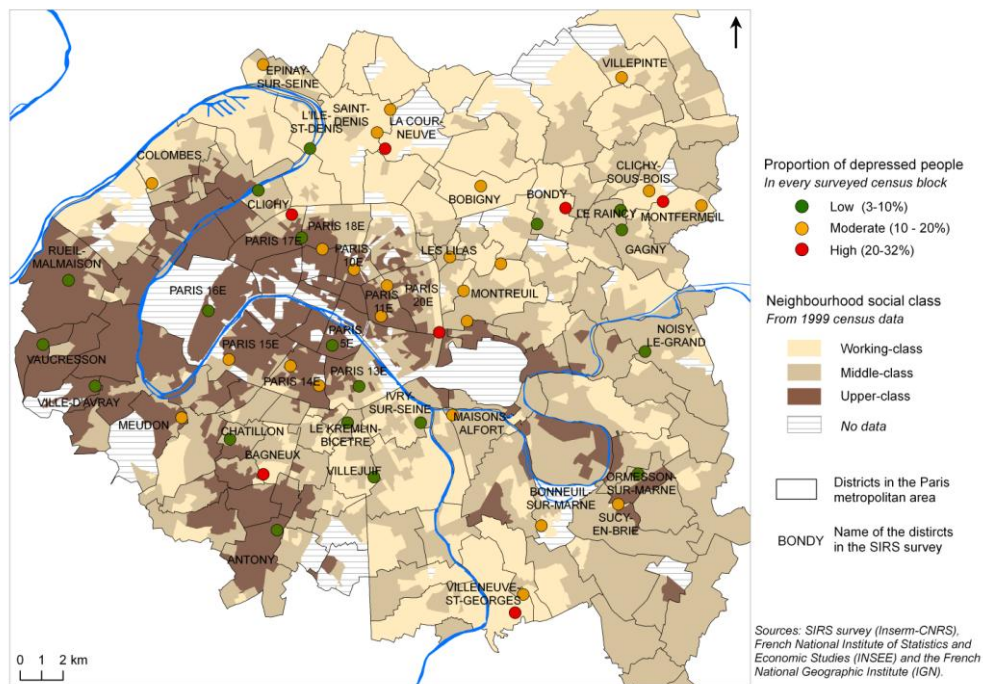 VILLEPINTE
EPINAY-
SUR-SEINE
SAINT-
DENIS
L'ILE-
ST-DENIS
LA COUR-
NEUVE
COLOMBES
CLICHY-
SOUS-BOIS
BOBIGNY
BONDY
LE RAINCY
MONTFERMEIL
CLICHY
PARIS 18E
PARIS 17E
GAGNY
RUEIL-
MALMAISON
PARIS
10E
LES LILAS
PARIS 16E
PARIS
11E
PARIS
20E
MONTREUIL
PARIS
5E
NOISY-
LE-GRAND
VAUCRESSON
PARIS 15E
PARIS 14E
PARIS 13E
VILLE-D'AVRAY
IVRY-
SUR-SEINE
MEUDON
CHATILLON
LE KREMLIN-
BICETRE
MAISONS-
ALFORT
BAGNEUX
VILLEJUIF
ORMESSON-
SUR-MARNE
BONNEUIL-
SUR-MARNE
SUCY-
EN-BRIE
ANTONY
VILLENEUVE-
ST-GEORGES
0 1 2 km
Proportion of depressed people
In every surveyed census block
Low (3-10%)
Moderate (10 - 20%)
High (20-32%)
Neighbourhood social class
From 1999 census data
Working-class
Middle-class
Upper-class
No data
Districts in the Paris
metropolitan area
BONDY
Name of the disticrts
in the SIRS survey
Sources: SIRS survey (Inserm-CNRS),
French National Institute of Statistics and
Economic Studies (INSEE) and the French
National Geographic Institute (IGN).